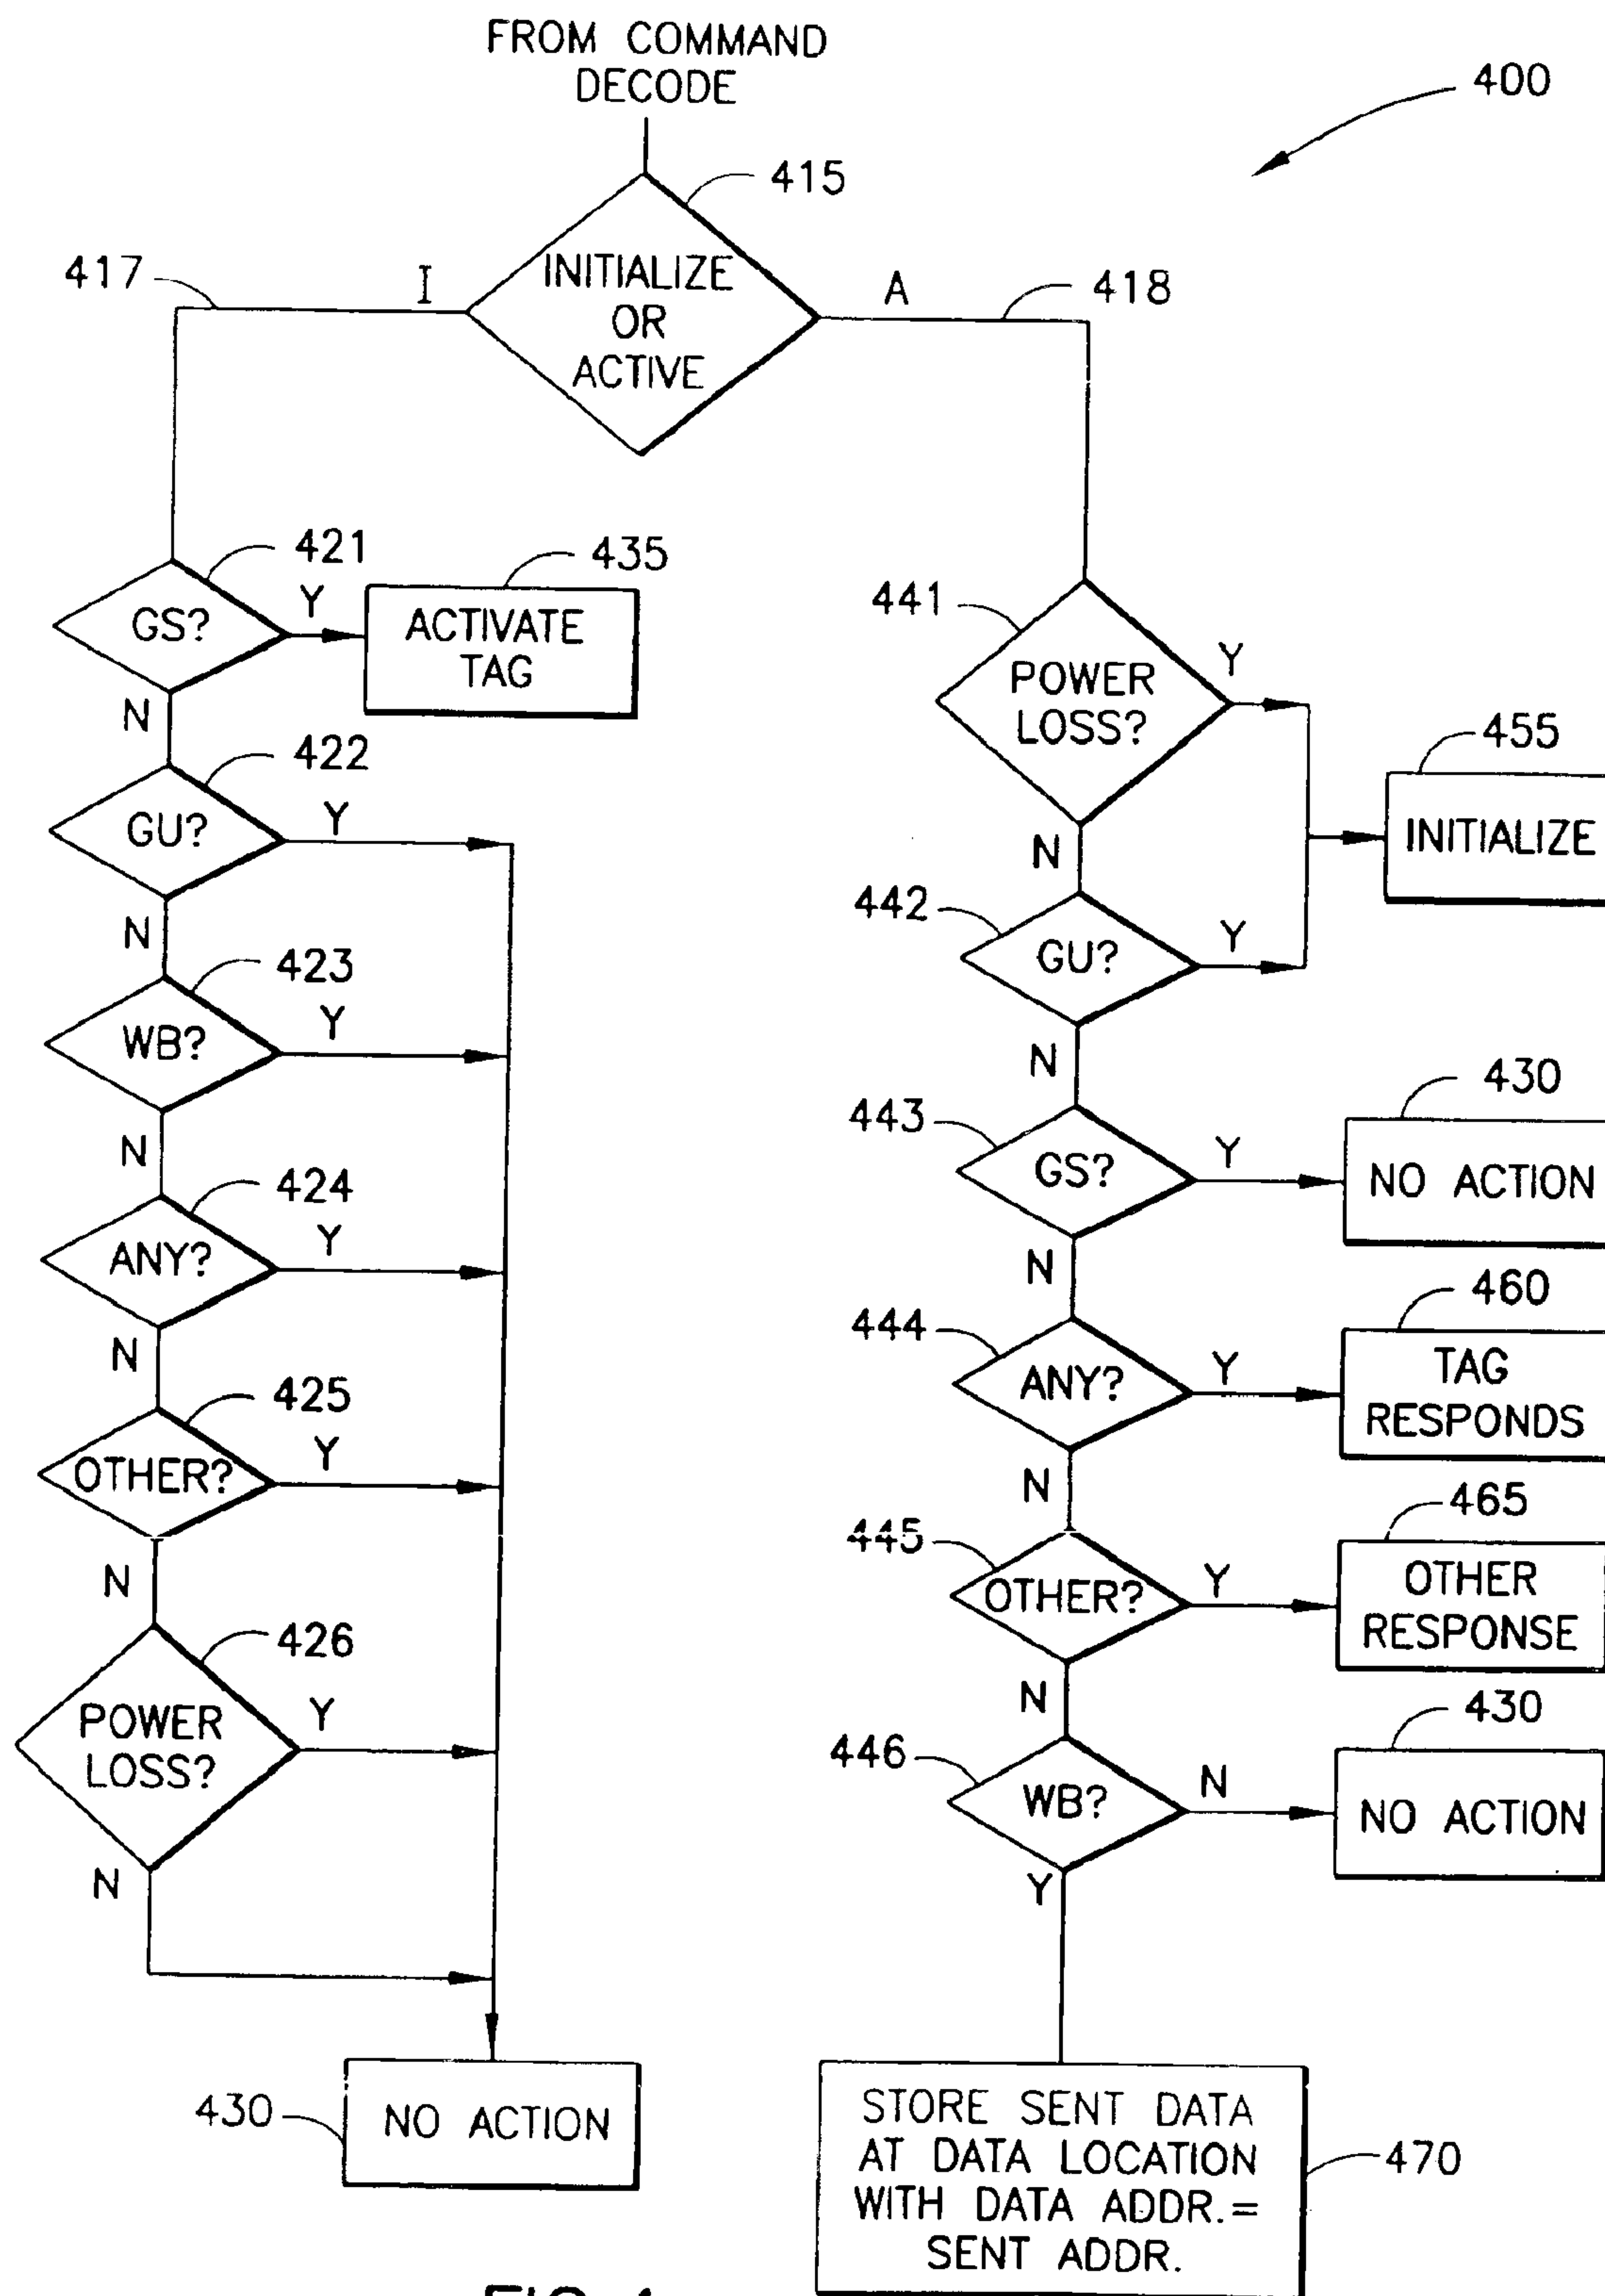 FROM COMMAND
DECODE
400
415
417
I
INITIALIZE
OR
ACTIVE
A
418
421
GS?
Y
435
ACTIVATE
TAG
N
422
GU?
Y
N
423
WB?
Y
N
424
ANY?
Y
N
425
OTHER?
Y
N
426
POWER
LOSS?
Y
N
430
NO ACTION
441
POWER
LOSS?
Y
455
INITIALIZE
N
442
GU?
Y
N
443
GS?
Y
430
NO ACTION
N
444
ANY?
Y
460
TAG
RESPONDS
N
445
OTHER?
Y
465
OTHER
RESPONSE
N
446
WB?
N
430
NO ACTION
Y
STORE SENT DATA
AT DATA LOCATION
WITH DATA ADDR.=
SENT ADDR.
470